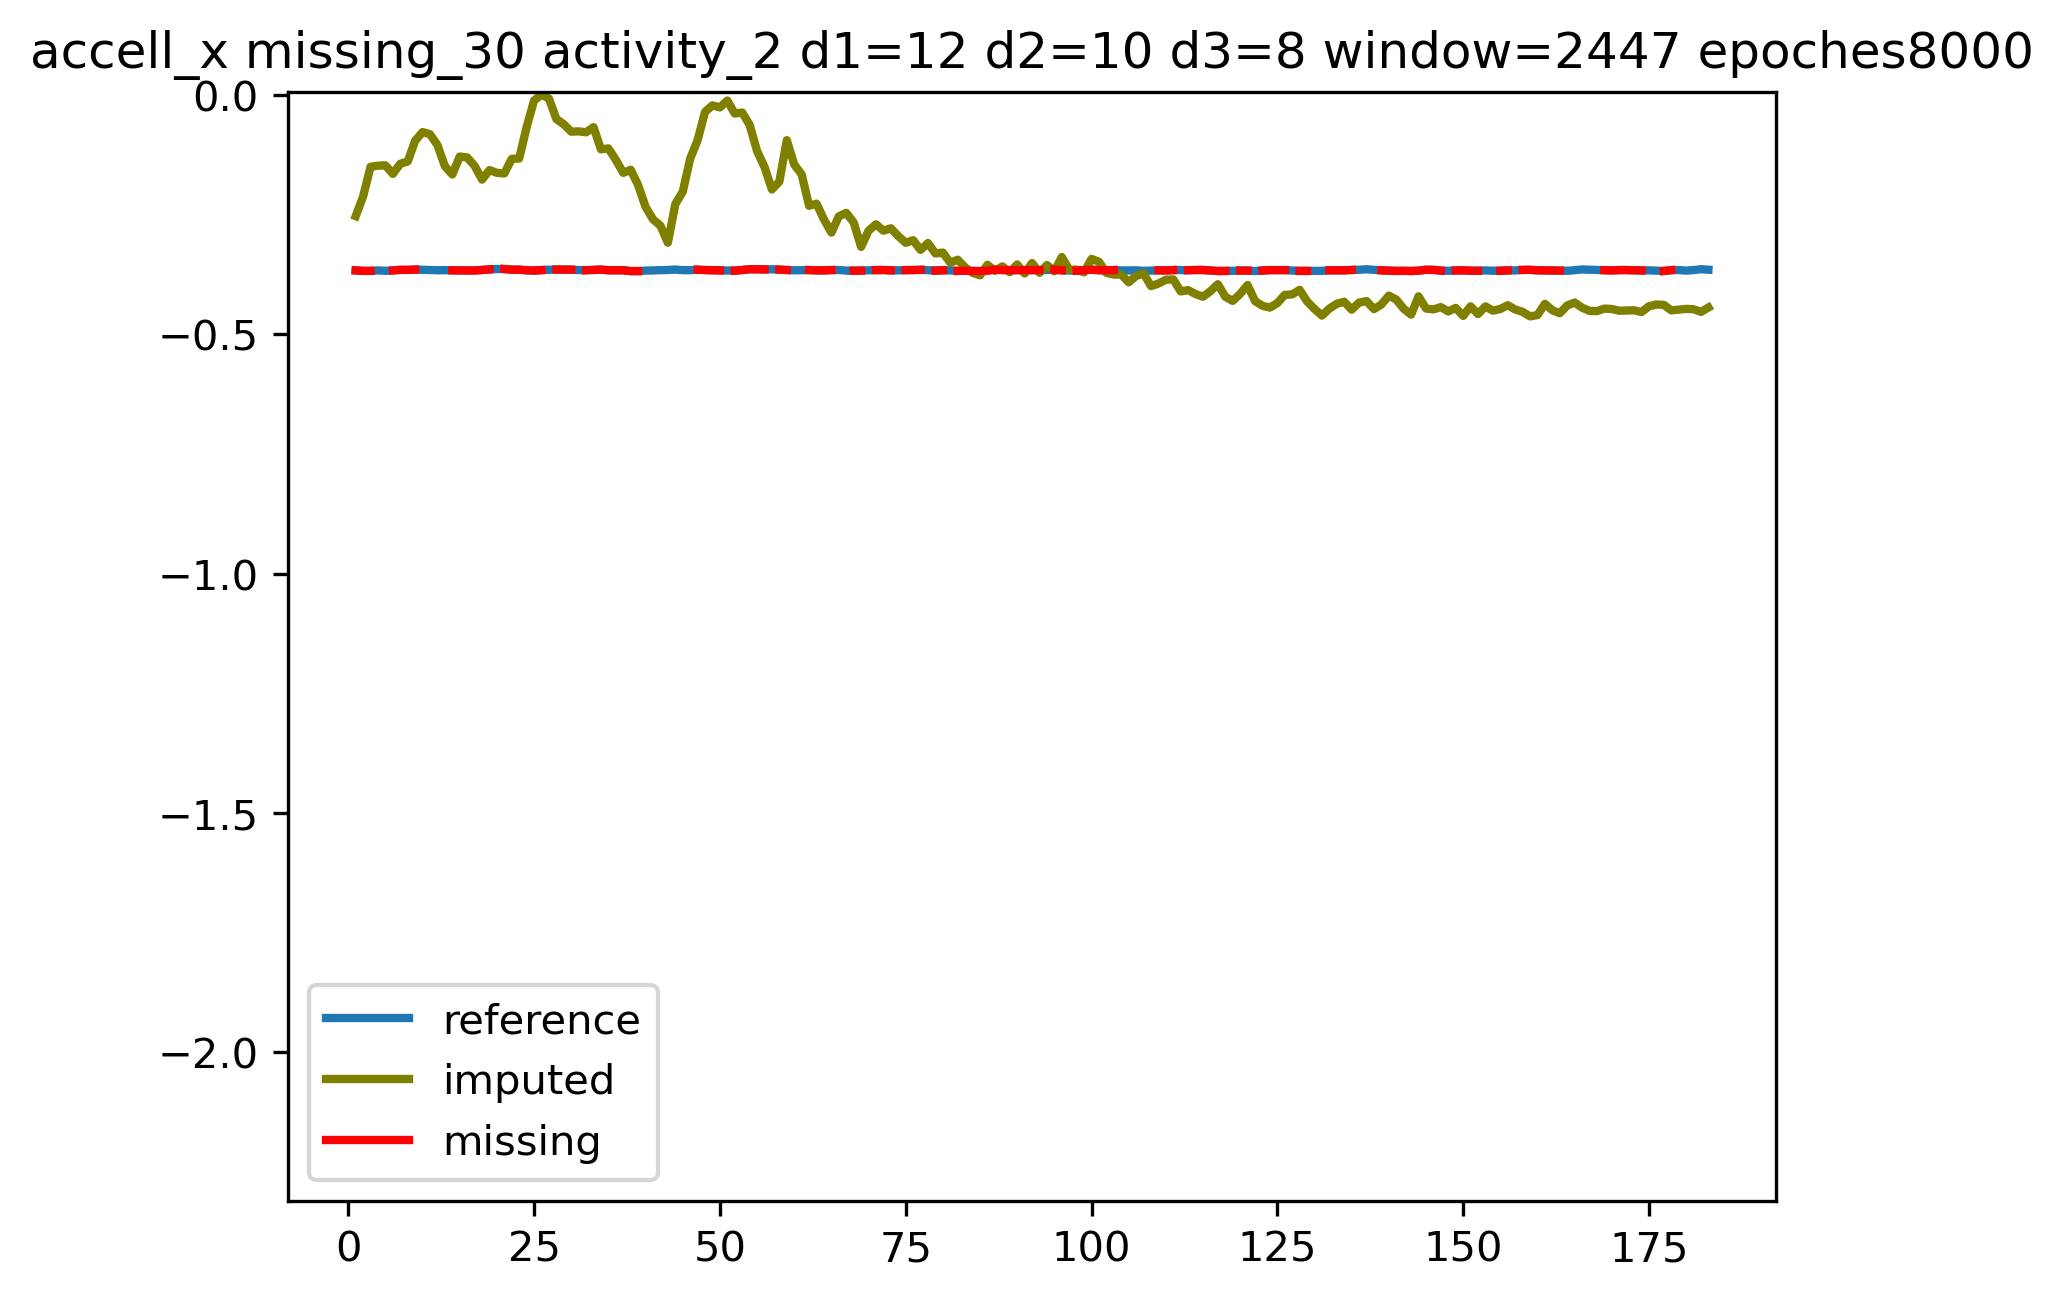 accell_x missing_30 activity_2 d1=12 d2=10 d3=8 window=2447 epoches8000
0.0
−0.5
−1.0
−1.5
−2.0
reference
imputed
missing
0 25 50 75 100 125 150 175